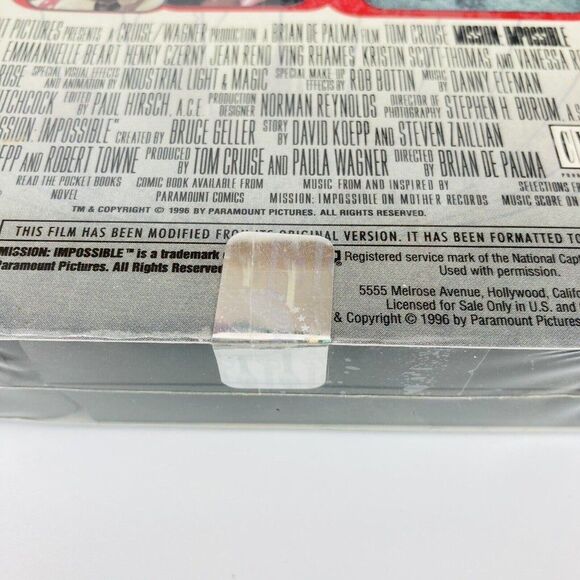 T PICTURES PRESENTS A CRUISE/WAGNER PRODUCTION A BRIAN DE PALMA FILM TOM CRUISE MISSION: IMPOSSIBLE
EMMANUELLE BEART HENRY CZERNY JEAN RENO VING RHAMES KRISTIN SCOTT THOMAS AND VANESSA R
ROSE SPECIAL VISUAL EFFECTS AND ANIMATION BY INDUSTRIAL LIGHT & MAGIC SPECIAL MAKE UP EFFECTS BY ROB BOTTIN MUSIC BY DANNY ELFMAN
TCHCOCK EDITED BY PAUL HIRSCH, A.C.E. PRODUCTION DESIGNER NORMAN REYNOLDS DIRECTOR OF PHOTOGRAPHY STEPHEN H. BURUM, A.S
SSION: IMPOSSIBLE" CREATED BY BRUCE GELLER STORY BY DAVID KOEPP AND STEVEN ZAILLIAN
EPP AND ROBERT TOWNE PRODUCED BY TOM CRUISE AND PAULA WAGNER DIRECTED BY BRIAN DE PALMA
READ THE POCKET BOOKS NOVEL COMIC BOOK AVAILABLE FROM PARAMOUNT COMICS MUSIC FROM AND INSPIRED BY MISSION: IMPOSSIBLE ON MOTHER RECORDS SELECTIONS F MUSIC SCORE ON
TM & COPYRIGHT © 1996 BY PARAMOUNT PICTURES. ALL RIGHTS RESERVED.
THIS FILM HAS BEEN MODIFIED FROM ITS ORIGINAL VERSION. IT HAS BEEN FORMATTED TO
MISSION: IMPOSSIBLE™ is a trademark
Paramount Pictures. All Rights Reserved
Registered service mark of the National Capt
Used with permission.
5555 Melrose Avenue, Hollywood, Califo
Licensed for Sale Only in U.S. and
& Copyright © 1996 by Paramount Pictures